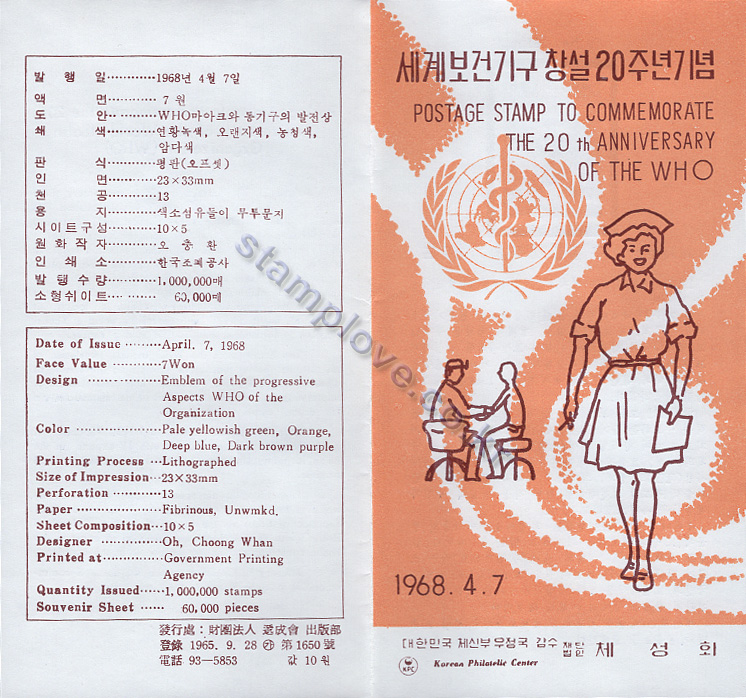 발행일············1968년 4월 7일
액면············7 원
도안··········WHO마아크와 동기구의 발전상
쇄색············연황녹색, 오랜지색, 농청색,
암다색
판식············평판(오프셋)
인면············23×33mm
천공············13
용지············색소섬유들이 무투문지
시이트구성············10×5
원화작자············오 충 환
인쇄소············한국조폐공사
발행수량············1,000,000매
소형쉬이트············60,000매
Date of Issue ·········April. 7, 1968
Face Value ············7Won
Design ·················Emblem of the progressive
Aspects WHO of the
Organization
Color ··················Pale yellowish green, Orange,
Deep blue, Dark brown purple
Printing Process ···Lithographed
Size of Impression···23×33mm
Perforation ············13
Paper ··················Fibrinous, Unwmkd.
Sheet Composition···10×5
Designer ···············Oh, Choong Whan
Printed at···············Government Printing
Agency
Quantity Issued······1,000,000 stamps
Souvenir Sheet ······ 60,000 pieces
發行處: 財團法人 遞成會 出版部
登錄 1965. 9. 28 ㉮ 第1650號
電話 93-5853 값 10원
세계보건기구 창설 20주년기념
POSTAGE STAMP TO COMMEMORATE
THE 20 th ANNIVERSARY
OF THE WHO
1968. 4. 7
대한민국 체신부 우정국 감수 재단법인 체 성 회
KPC Korean Philatelic Center
stamplove.co.kr